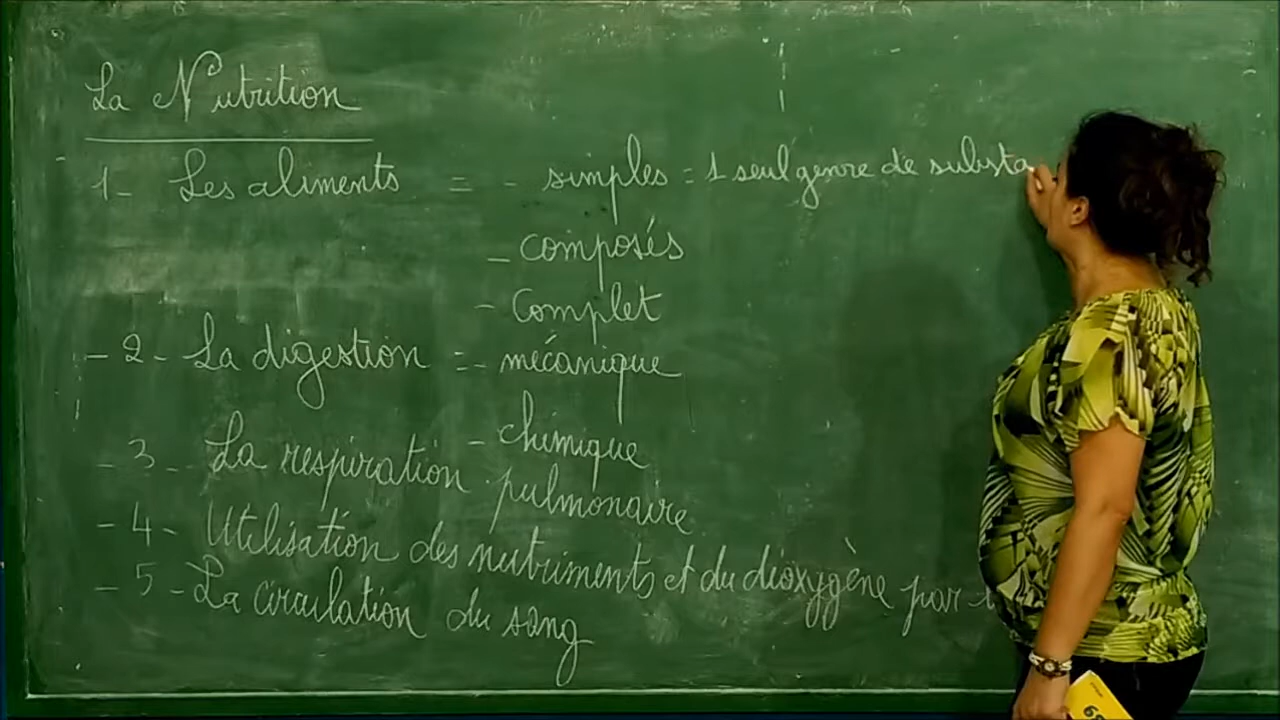 La Nutrition
1- Les aliments = - simples = 1 seul genre de substa
- composés
- Complet
- 2 - La digestion = - mécanique
- chimique
- 3 - La respiration pulmonaire
- 4 - Utilisation des nutriments et du dioxygène par
- 5 - La circulation du sang